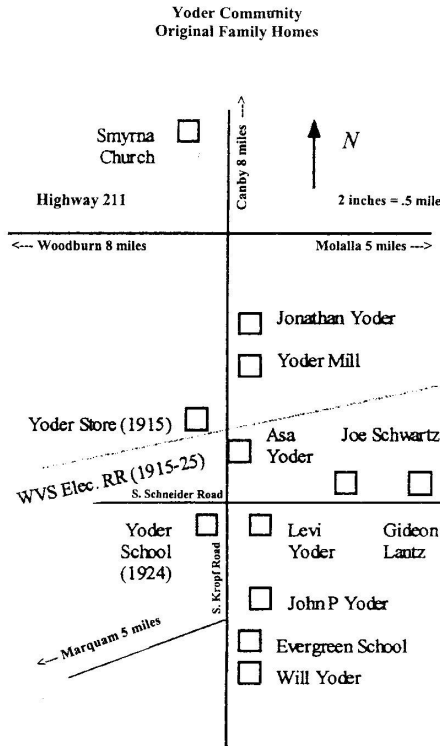 Yoder Community
Original Family Homes
Smyrna
Church
Canby 8 miles --->
N
Highway 211
2 inches = .5 mile
<--- Woodburn 8 miles
Molalla 5 miles --->
Jonathan Yoder
Yoder Mill
Yoder Store (1915)
WVS Elec. RR (1915-25)
Asa
Yoder
Joe Schwartz
S. Schneider Road
Yoder
School
(1924)
S. Kropf Road
Levi
Yoder
Gideon
Lantz
John P Yoder
<--- Marquam 5 miles
Evergreen School
Will Yoder